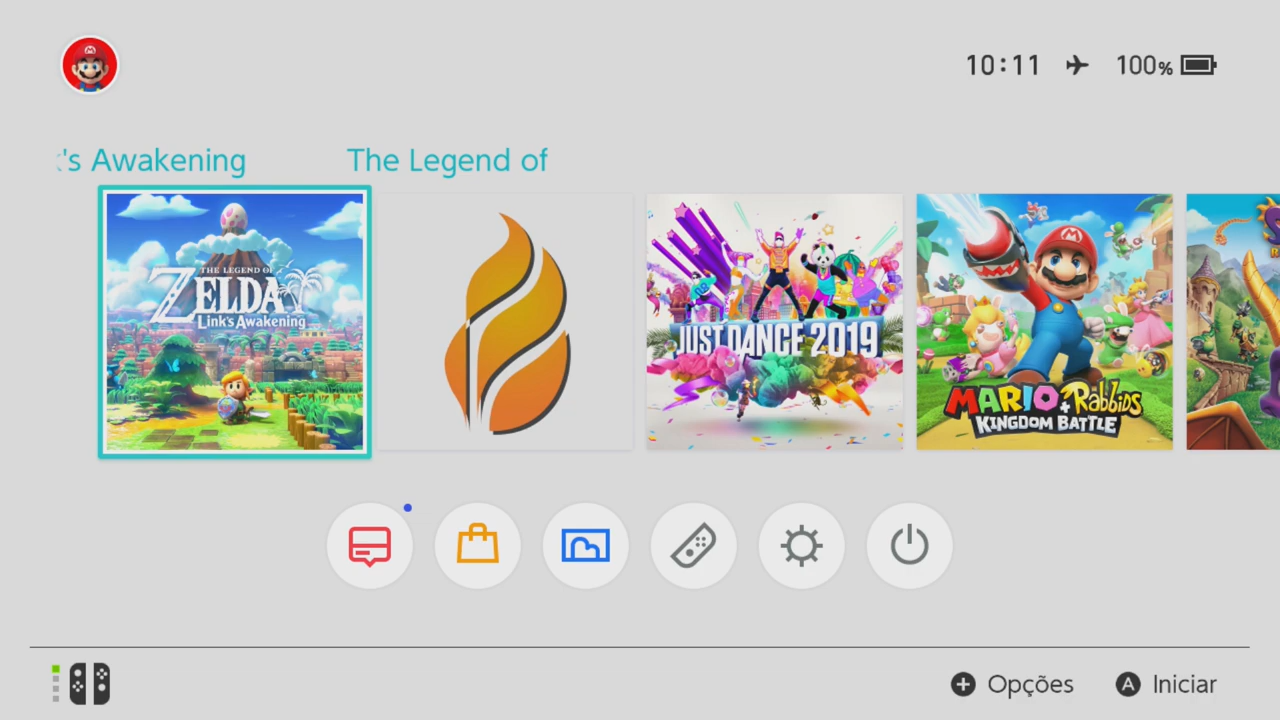 10:11 100%
's Awakening The Legend of
THE LEGEND OF
ZELDA
Link's Awakening
JUST DANCE 2019
MARIO + Rabbids
KINGDOM BATTLE
+ Opções A Iniciar